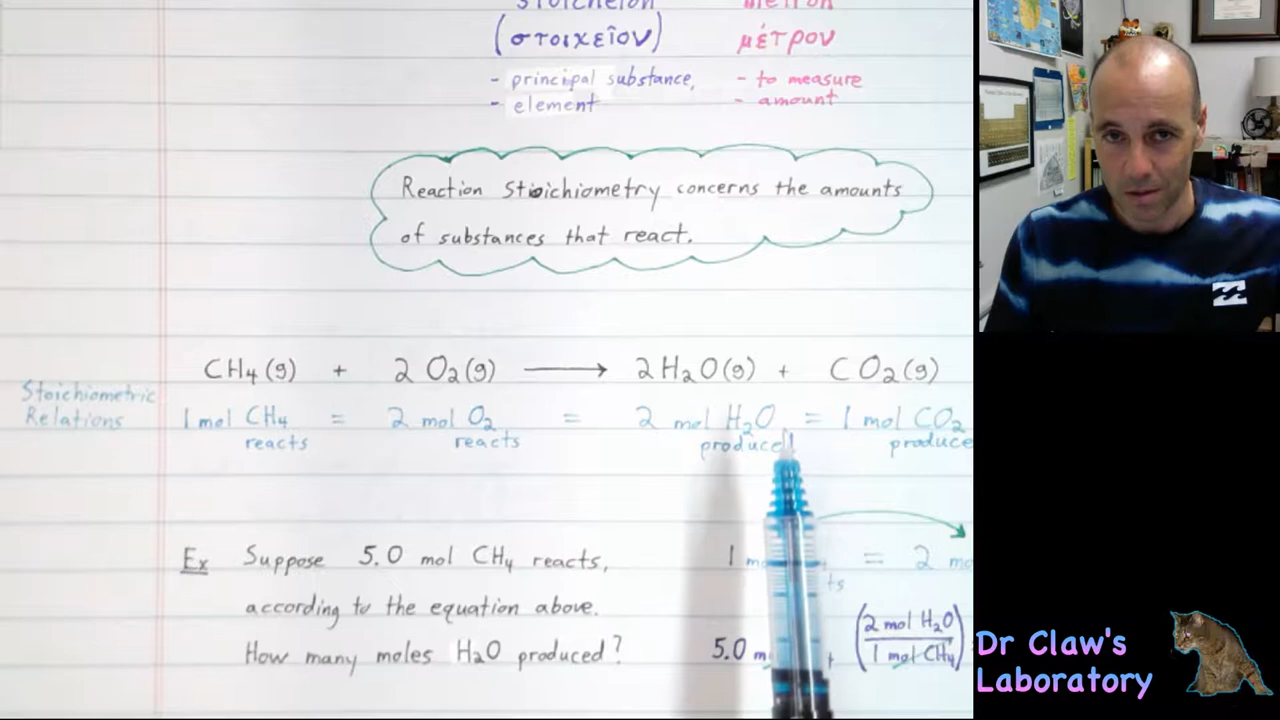 (στοιχεῖον) μέτρον
- principal substance, - to measure
- element - amount
Reaction Stoichiometry concerns the amounts
of substances that react.
CH4(g) + 2 O2(g) ⟶ 2H2O(g) + CO2(g)
Stoichiometric
Relations
1 mol CH4 = 2 mol O2 = 2 mol H2O = 1 mol CO2
reacts reacts produced produce
Ex Suppose 5.0 mol CH4 reacts, 1 = 2
according to the equation above.
How many moles H2O produced? 5.0 (2 mol H2O
1 mol CH4)
Dr Claw's
Laboratory